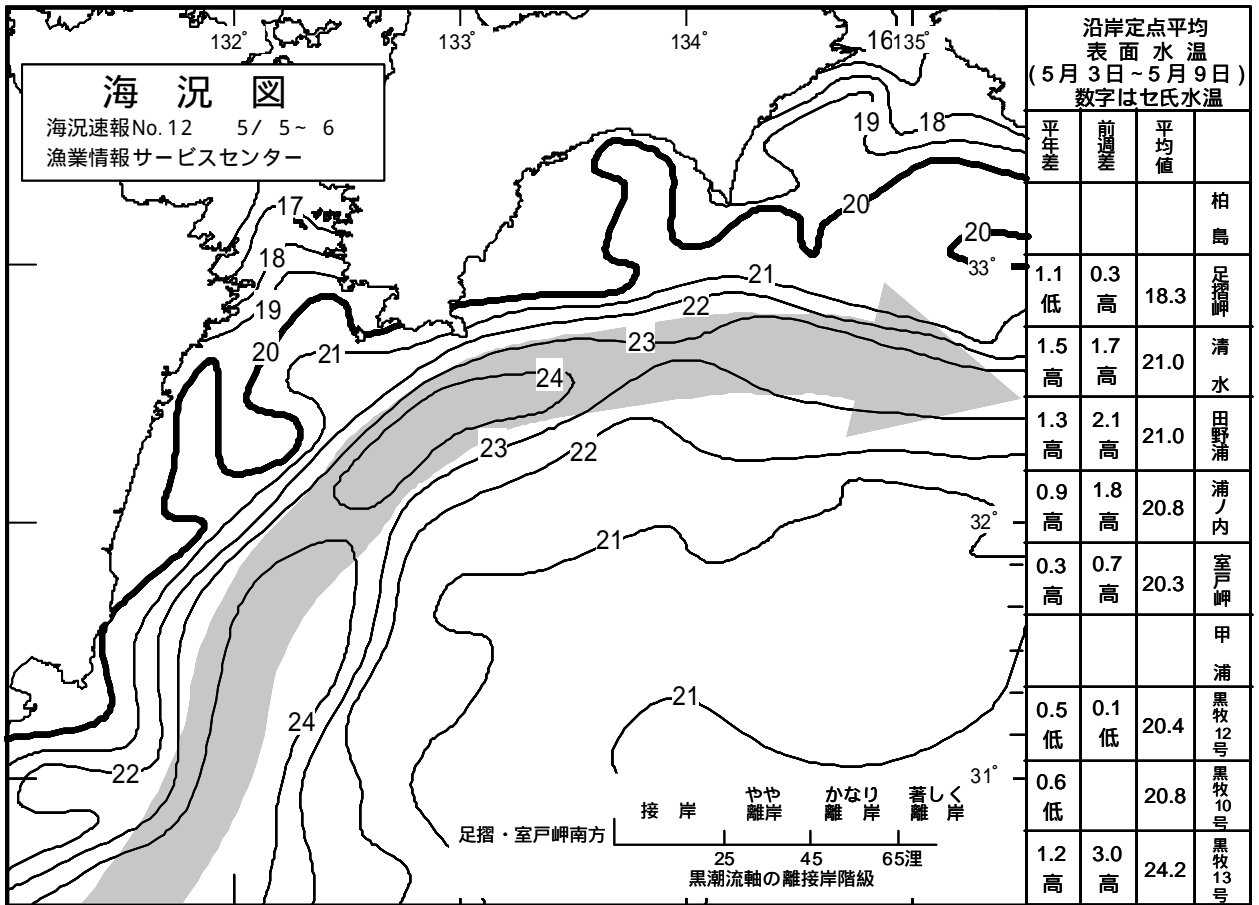 132°
133°
134°
16
135°
海況図
海況速報No.12 5/ 5~ 6
漁業情報サービスセンター
19
18
17
18
19
20
21
20
20
33°
21
22
23
24
23
22
21
32°
21
24
22
31°
接岸
やや離岸
かなり離岸
著しく離岸
足摺・室戸岬南方
25 45 65浬
黒潮流軸の離接岸階級
沿岸定点平均
表面水温
(5月3日~5月9日)
数字はセ氏水温
平年差 前週差 平均値
柏島
1.1低 0.3高 18.3 足摺岬
1.5高 1.7高 21.0 清水
1.3高 2.1高 21.0 田野浦
0.9高 1.8高 20.8 浦ノ内
0.3高 0.7高 20.3 室戸岬
甲浦
0.5低 0.1低 20.4 黒牧12号
0.6低 20.8 黒牧10号
1.2高 3.0高 24.2 黒牧13号